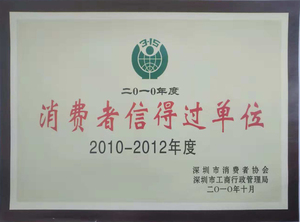 3·15
二〇一〇年度
消费者信得过单位
2010-2012年度
深圳市消费者协会
深圳市工商行政管理局
二〇一〇年十月